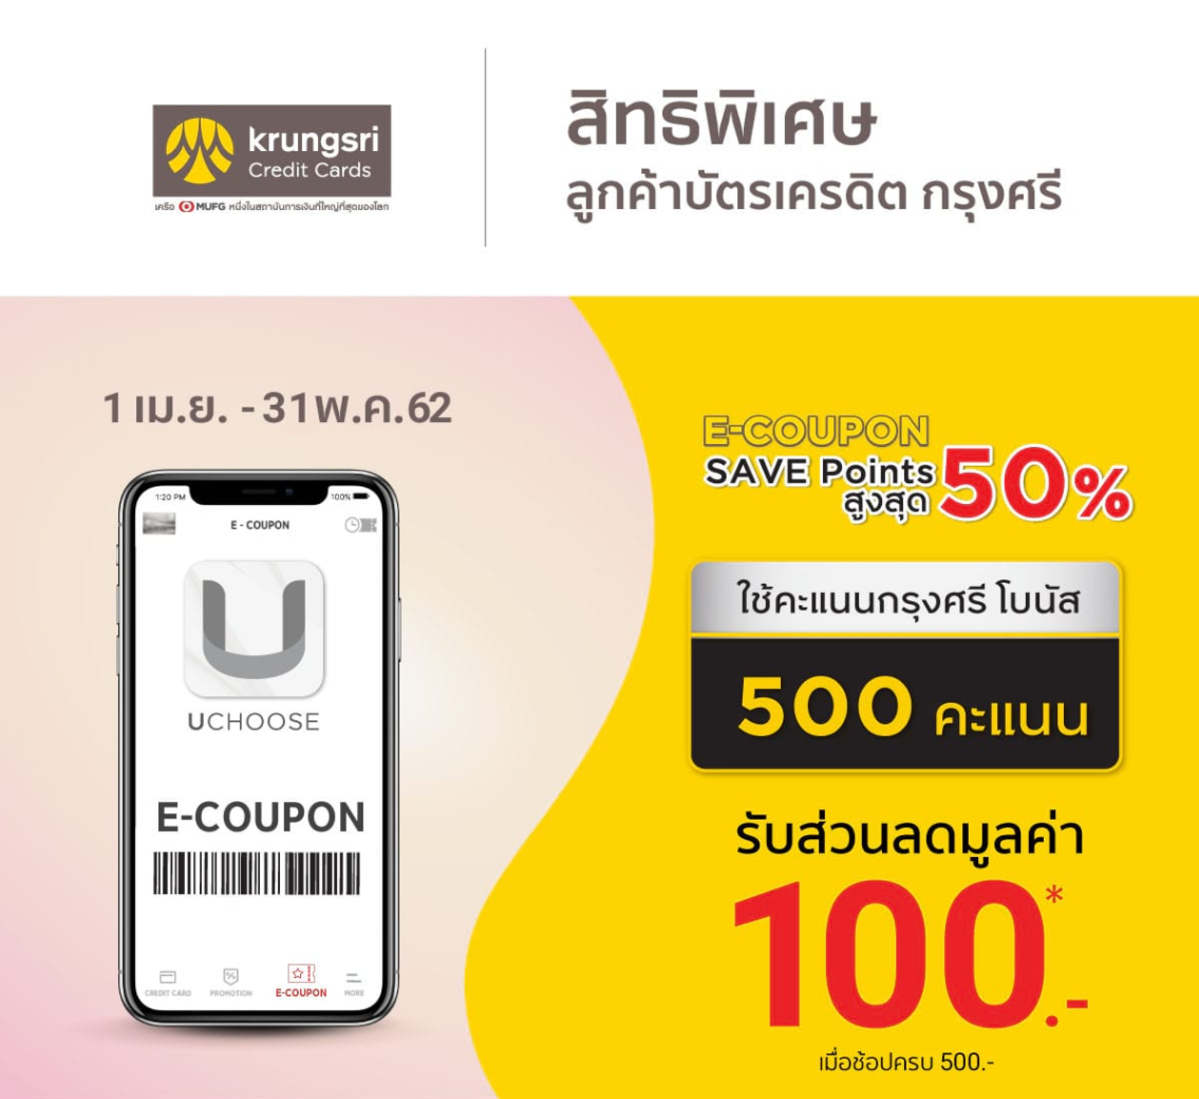 krungsri
Credit Cards
เครือ MUFG หนึ่งในสถาบันการเงินที่ใหญ่ที่สุดของโลก
สิทธิพิเศษ
ลูกค้าบัตรเครดิต กรุงศรี
1 เม.ย. - 31 พ.ค. 62
1:20 PM 100%
E - COUPON
UCHOOSE
E-COUPON
CREDIT CARD PROMOTION E-COUPON MORE
E-COUPON
SAVE Points
สูงสุด 50%
ใช้คะแนนกรุงศรี โบนัส
500 คะแนน
รับส่วนลดมูลค่า
100.-*
เมื่อช้อปครบ 500.-